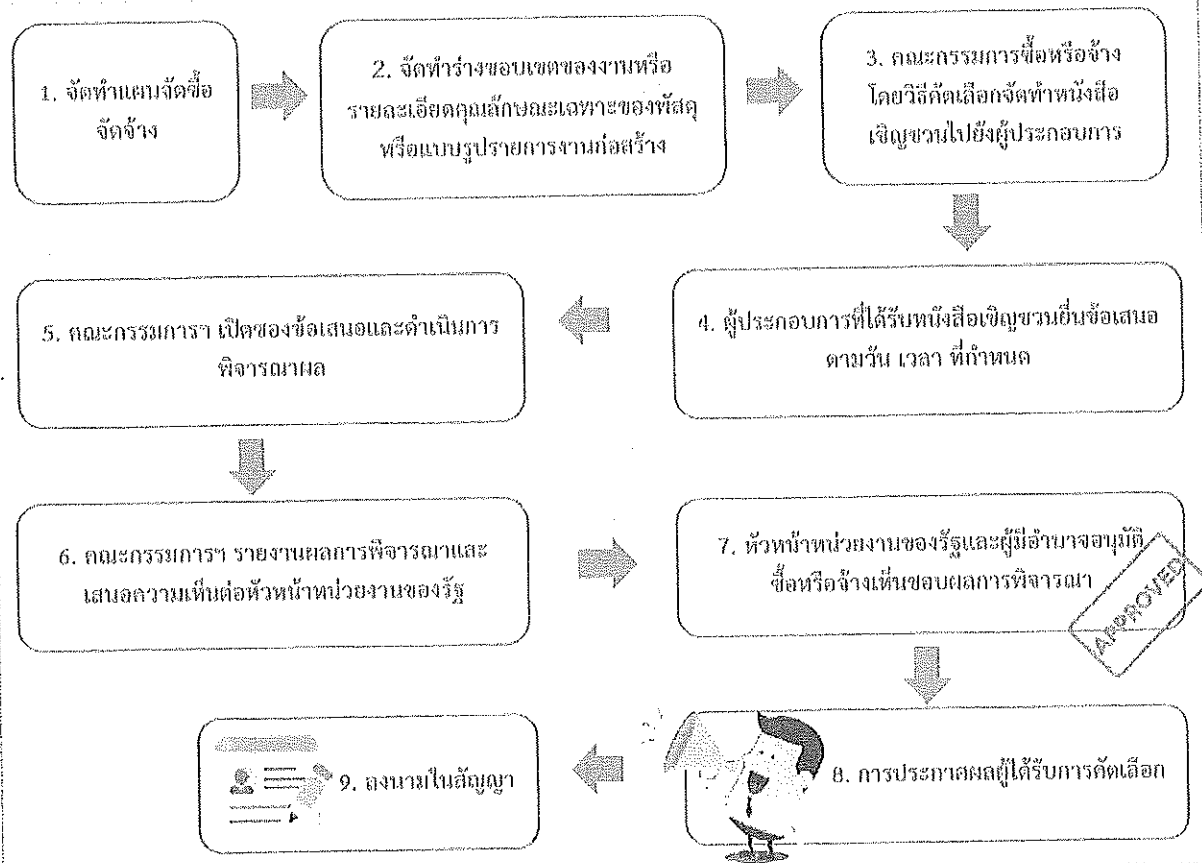 1. จัดทำแผนจัดซื้อ
จัดจ้าง
2. จัดทำร่างขอบเขตของงานหรือ
รายละเอียดคุณลักษณะเฉพาะของพัสดุ
หรือแบบรูปรายการงานก่อสร้าง
3. คณะกรรมการซื้อหรือจ้าง
โดยวิธีคัดเลือกจัดทำหนังสือ
เชิญชวนไปยังผู้ประกอบการ
4. ผู้ประกอบการที่ได้รับหนังสือเชิญชวนยื่นข้อเสนอ
ตามวัน เวลา ที่กำหนด
5. คณะกรรมการฯ เปิดซองข้อเสนอและดำเนินการ
พิจารณาผล
6. คณะกรรมการฯ รายงานผลการพิจารณาและ
เสนอความเห็นต่อหัวหน้าหน่วยงานของรัฐ
7. หัวหน้าหน่วยงานของรัฐและผู้มีอำนาจอนุมัติ
ซื้อหรือจ้างเห็นชอบผลการพิจารณา
APPROVED
8. การประกาศผลผู้ได้รับการคัดเลือก
9. ลงนามในสัญญา